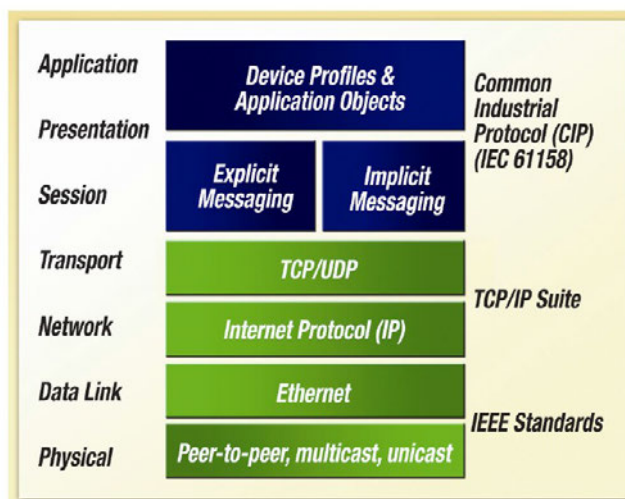 Application
Presentation
Session
Transport
Network
Data Link
Physical
Device Profiles &
Application Objects
Explicit
Messaging
Implicit
Messaging
TCP/UDP
Internet Protocol (IP)
Ethernet
Peer-to-peer, multicast, unicast
Common
Industrial
Protocol (CIP)
(IEC 61158)
TCP/IP Suite
IEEE Standards